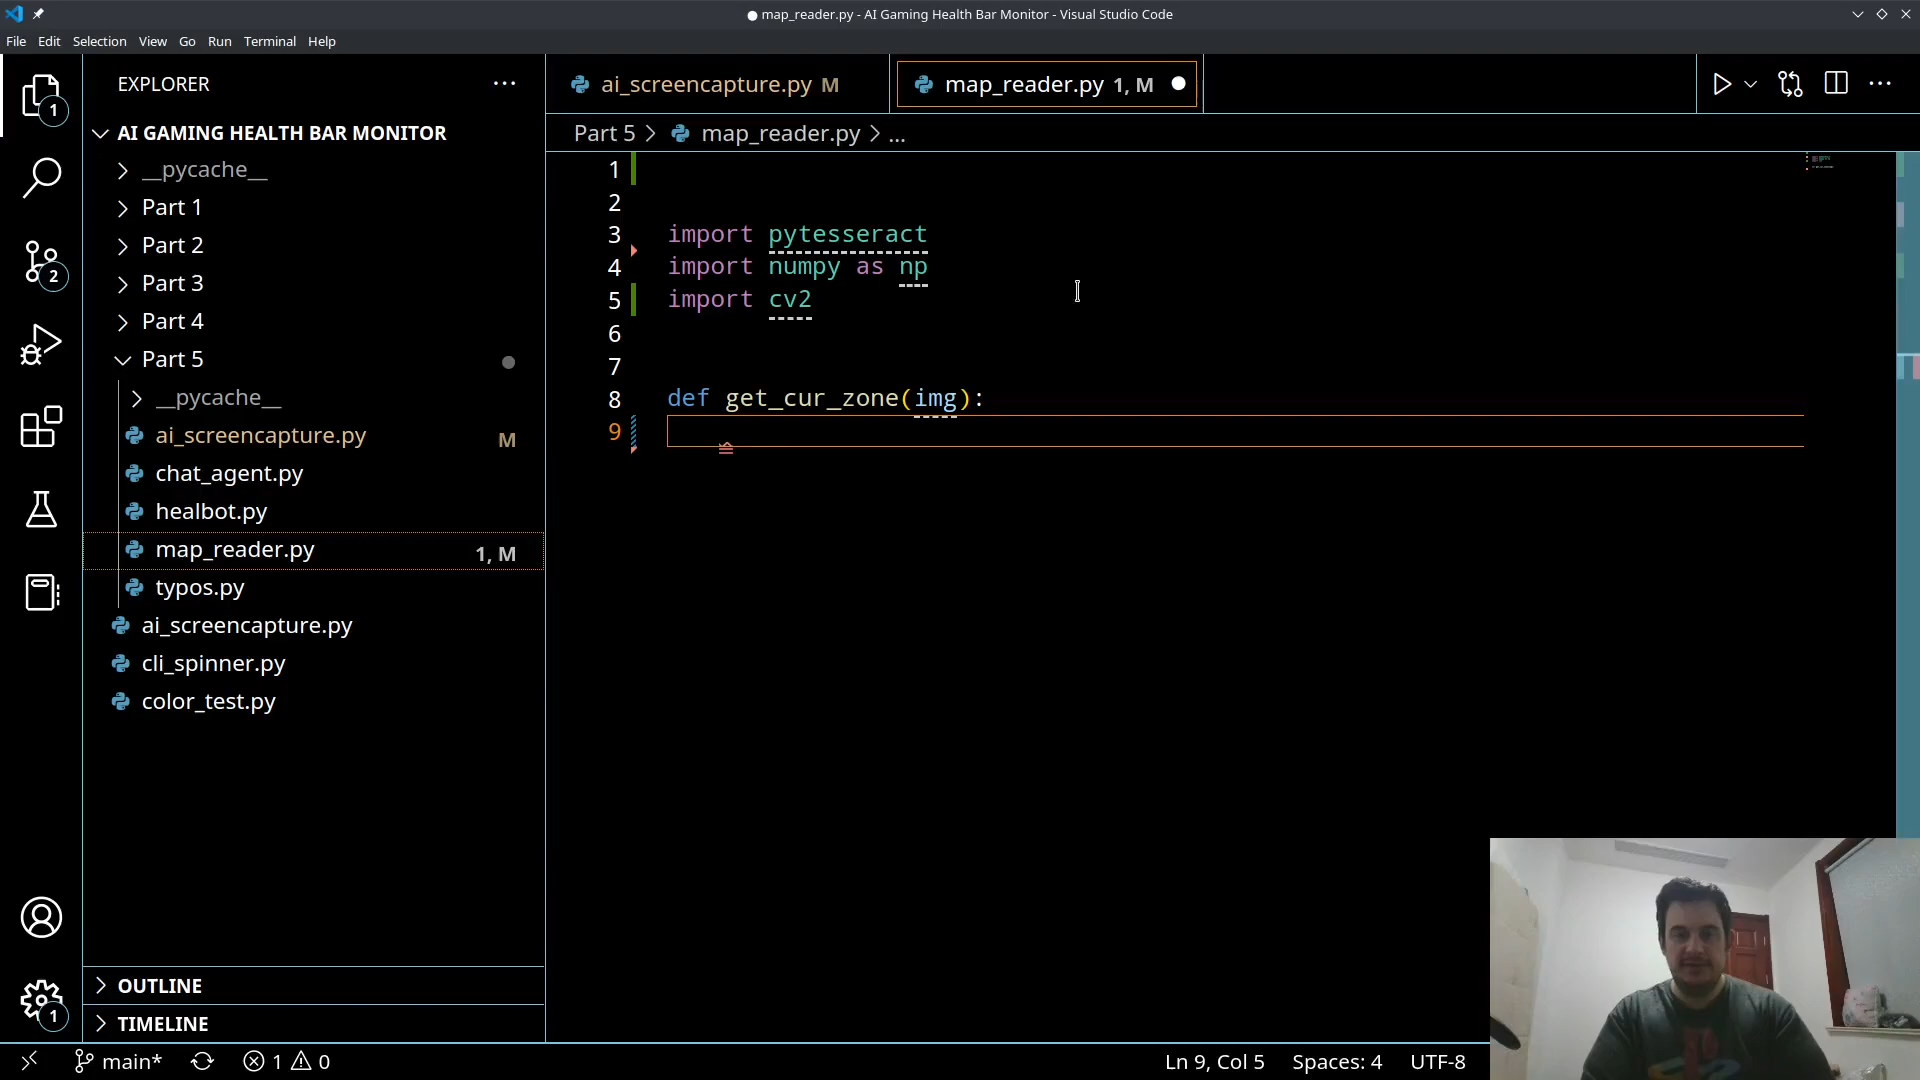 ● map_reader.py - AI Gaming Health Bar Monitor - Visual Studio Code
File Edit Selection View Go Run Terminal Help
EXPLORER
AI GAMING HEALTH BAR MONITOR
__pycache__
Part 1
Part 2
Part 3
Part 4
Part 5
__pycache__
ai_screencapture.py M
chat_agent.py
healbot.py
map_reader.py 1, M
typos.py
ai_screencapture.py
cli_spinner.py
color_test.py
OUTLINE
TIMELINE
1
2
1
ai_screencapture.py M
map_reader.py 1, M
Part 5 > map_reader.py > ...
1
2
3 import pytesseract
4 import numpy as np
5 import cv2
6
7
8 def get_cur_zone(img):
9
main* 1 0
Ln 9, Col 5 Spaces: 4 UTF-8